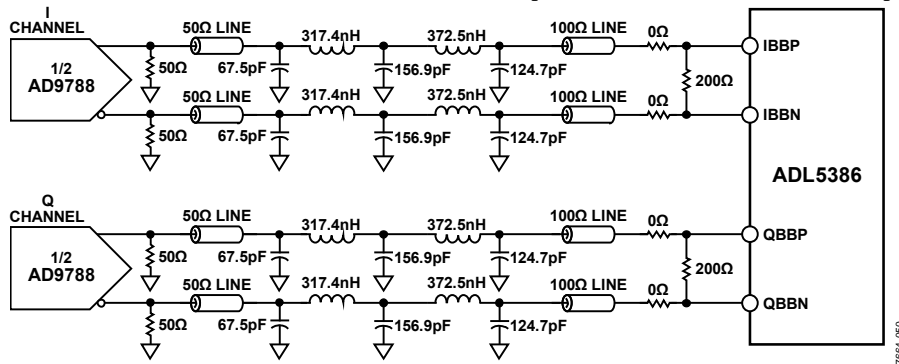 I
CHANNEL
1/2
AD9788
50Ω
50Ω LINE
67.5pF
317.4nH
156.9pF
372.5nH
124.7pF
100Ω LINE
0Ω
200Ω
IBBP
50Ω
50Ω LINE
67.5pF
317.4nH
156.9pF
372.5nH
124.7pF
100Ω LINE
0Ω
IBBN
ADL5386
Q
CHANNEL
1/2
AD9788
50Ω
50Ω LINE
67.5pF
317.4nH
156.9pF
372.5nH
124.7pF
100Ω LINE
0Ω
200Ω
QBBP
50Ω
50Ω LINE
67.5pF
317.4nH
156.9pF
372.5nH
124.7pF
100Ω LINE
0Ω
QBBN